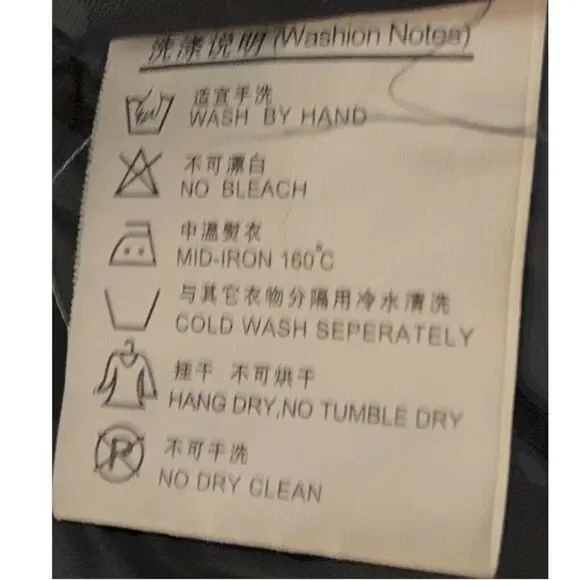 洗涤说明 (Washion Notes)
适宜手洗
WASH BY HAND
不可漂白
NO BLEACH
中温熨衣
MID-IRON 160°C
与其它衣物分隔用冷水清洗
COLD WASH SEPERATELY
挂干 不可烘干
HANG DRY,NO TUMBLE DRY
P
不可干洗
NO DRY CLEAN